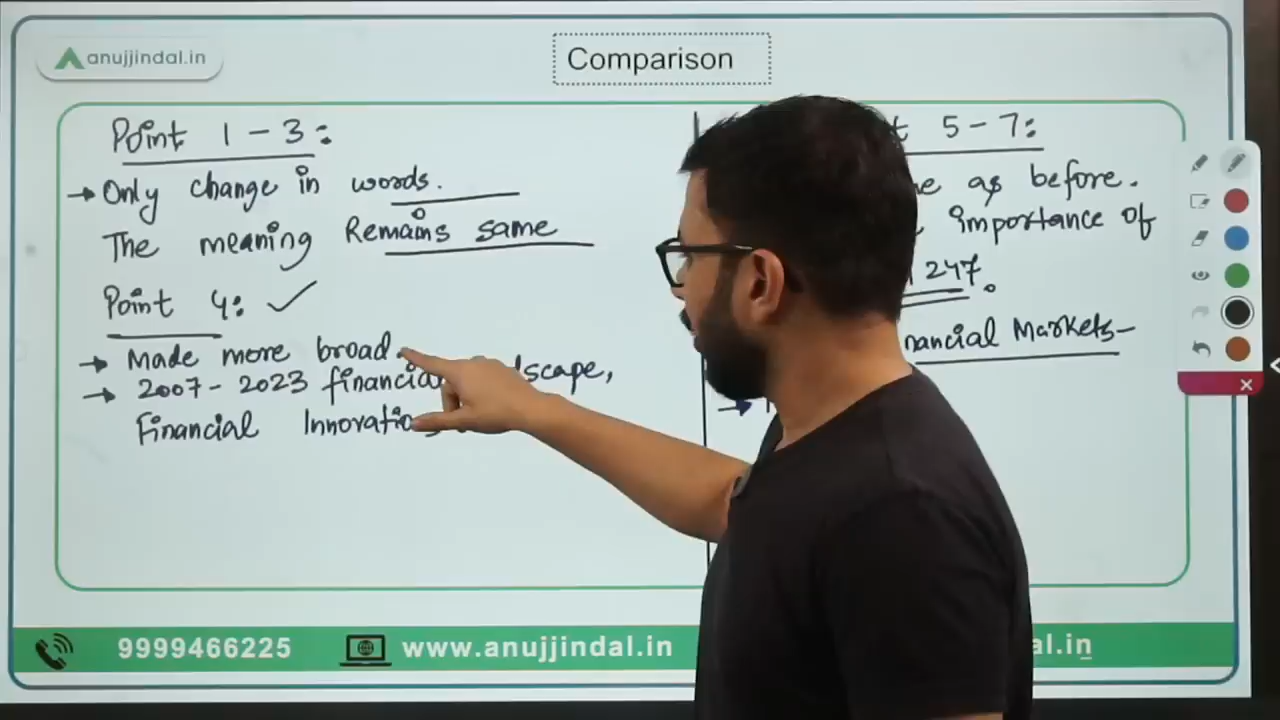 anujjindal.in
Comparison
Point 1 - 3:
→ Only change in words.
The meaning Remains same
Point 4: ✓
→ Made more broad.
→ 2007 - 2023 financial
Financial Innovation
5 - 7:
as before.
importance of
247.
Markets-
9999466225
www.anujjindal.in